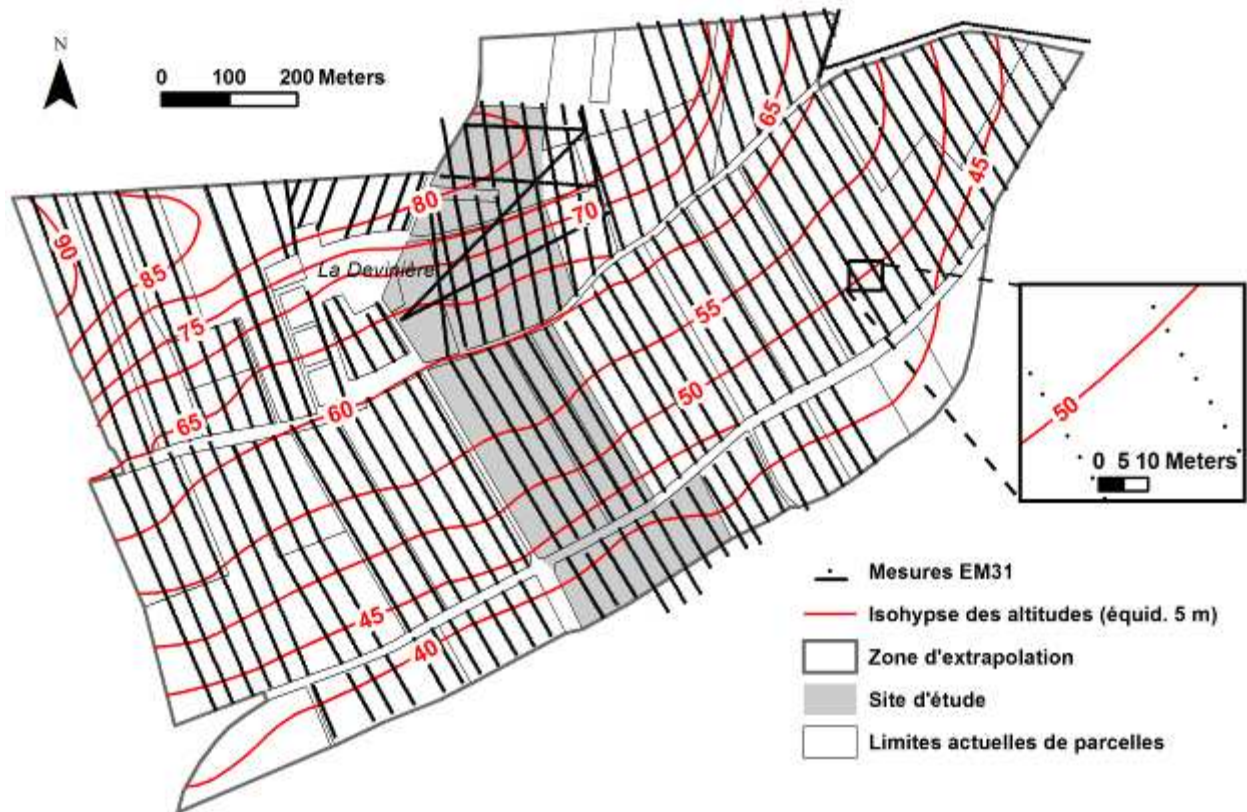 N
0 100 200 Meters
65
45
80
70
90
La Devinière
85
75
55
50
65
60
50
0 5 10 Meters
45
40
Mesures EM31
Isohypse des altitudes (équid. 5 m)
Zone d'extrapolation
Site d'étude
Limites actuelles de parcelles